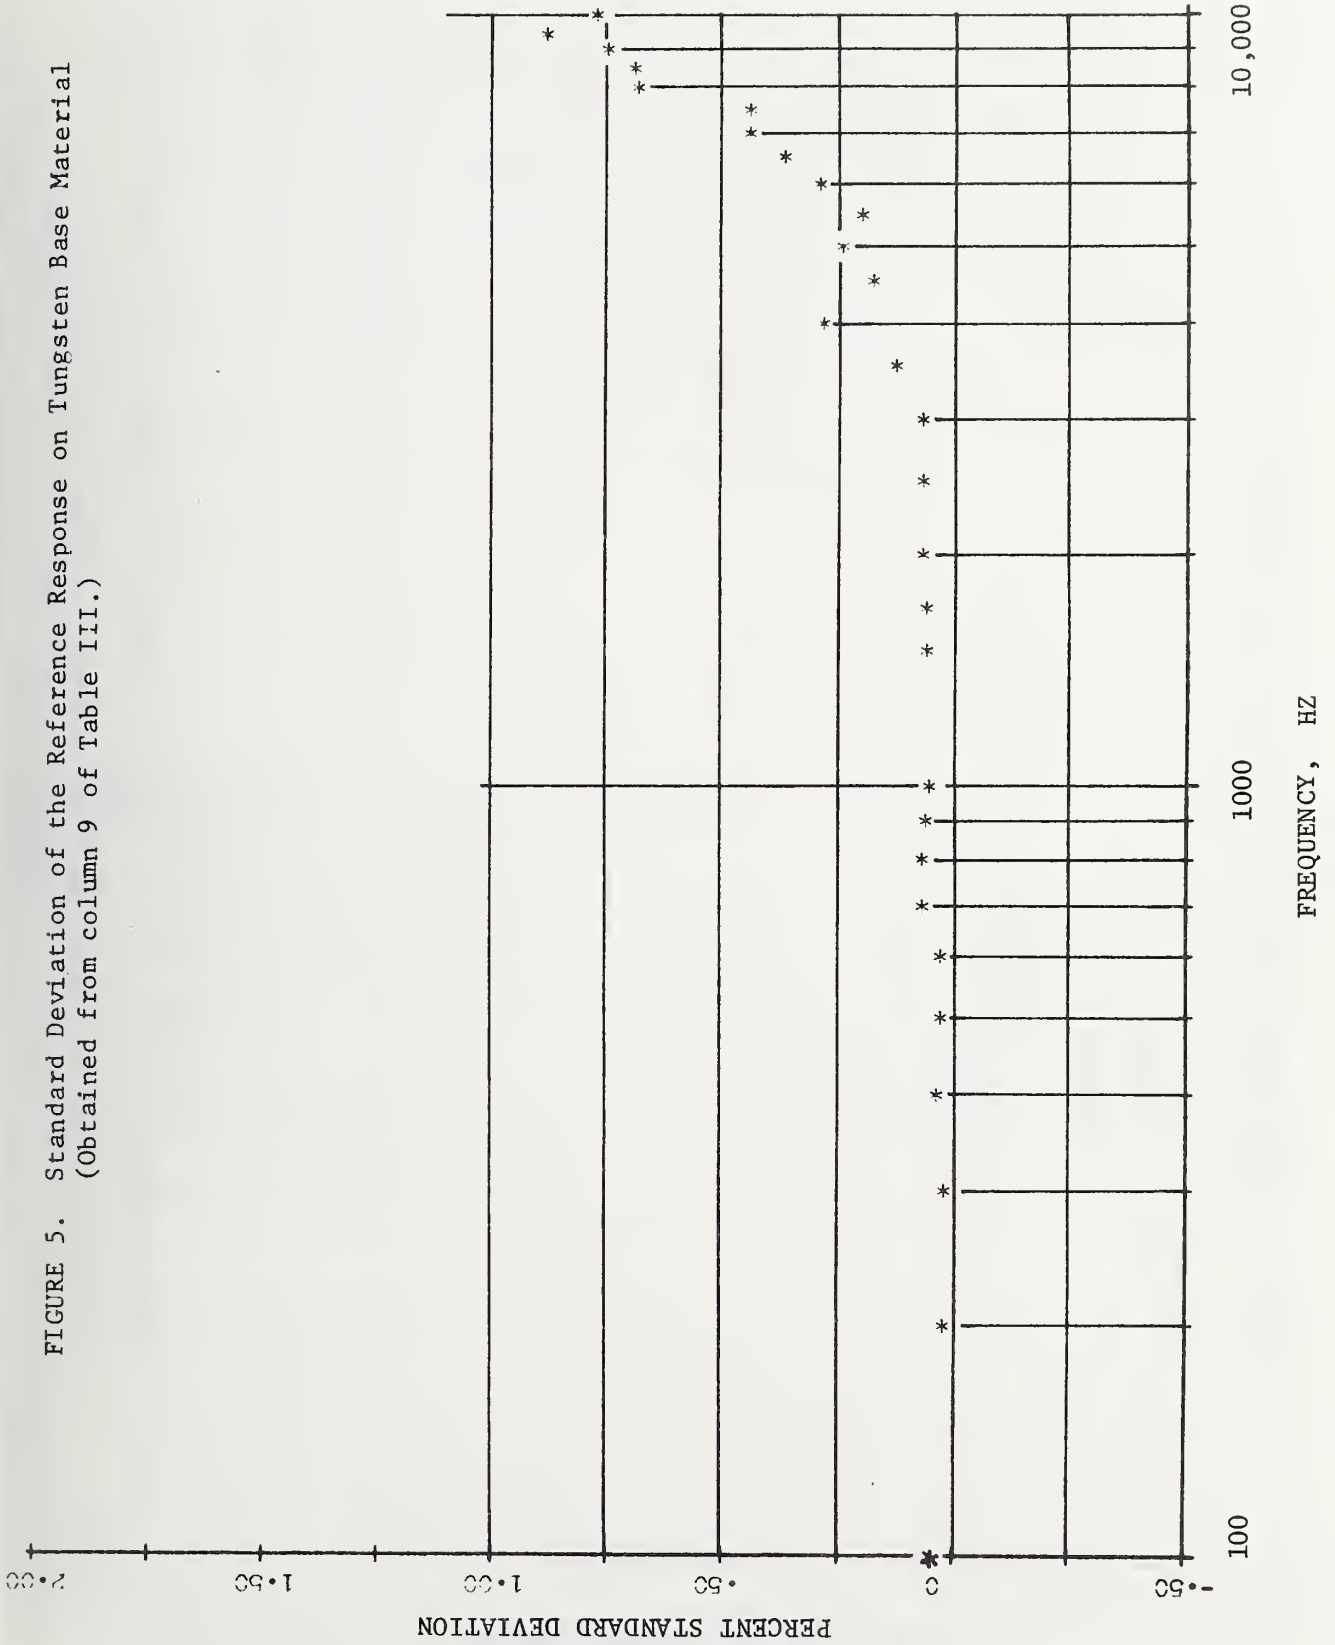 FIGURE 5. Standard Deviation of the Reference Response on Tungsten Base Material
(Obtained from column 9 of Table III.)
PERCENT STANDARD DEVIATION
2.00
1.50
1.00
.50
0
-.50
100
1000
10,000
FREQUENCY, HZ